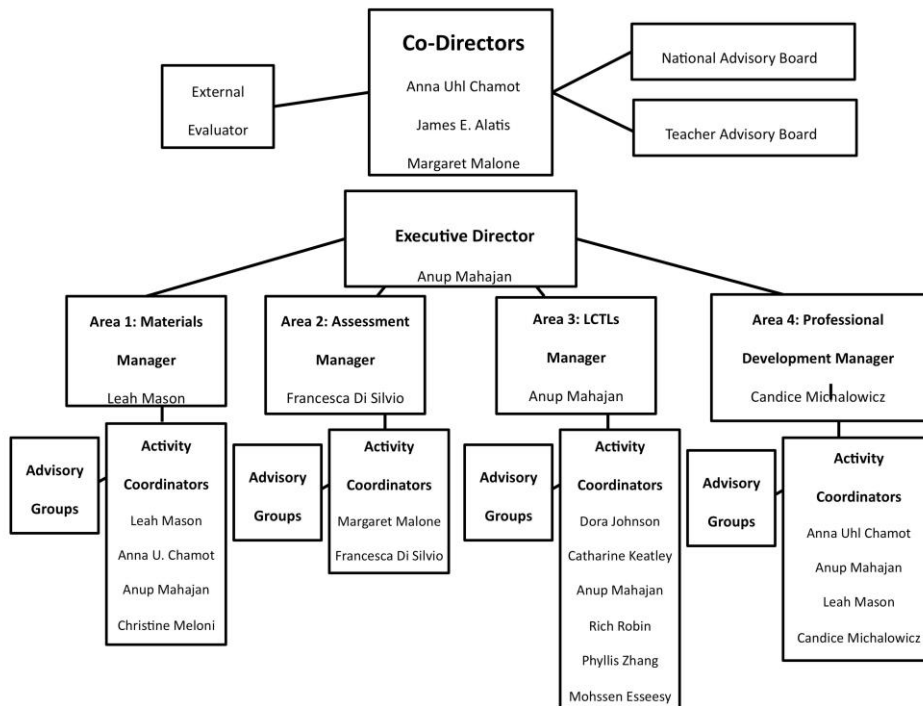 Co-Directors
Anna Uhl Chamot
James E. Alatis
Margaret Malone
External
Evaluator
National Advisory Board
Teacher Advisory Board
Executive Director
Anup Mahajan
Area 1: Materials
Manager
Leah Mason
Area 2: Assessment
Manager
Francesca Di Silvio
Area 3: LCTLs
Manager
Anup Mahajan
Area 4: Professional
Development Manager
Candice Michalowicz
Advisory
Groups
Activity
Coordinators
Leah Mason
Anna U. Chamot
Anup Mahajan
Christine Meloni
Advisory
Groups
Activity
Coordinators
Margaret Malone
Francesca Di Silvio
Advisory
Groups
Activity
Coordinators
Dora Johnson
Catharine Keatley
Anup Mahajan
Rich Robin
Phyllis Zhang
Mohssen Esseesy
Advisory
Groups
Activity
Coordinators
Anna Uhl Chamot
Anup Mahajan
Leah Mason
Candice Michalowicz